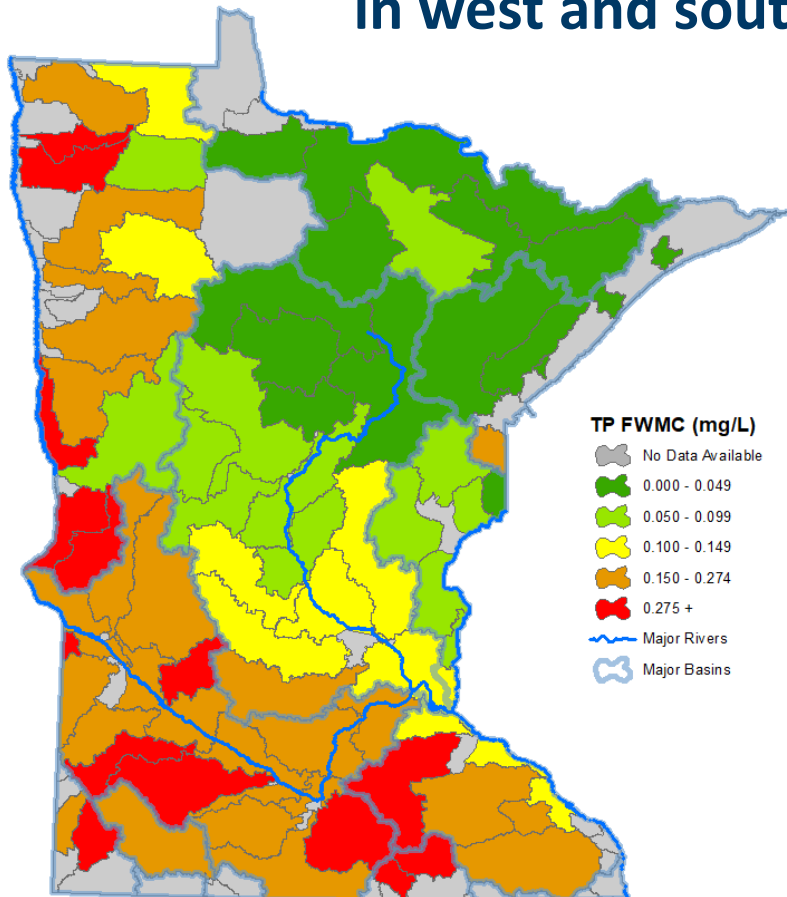 in west and sout
TP FWMC (mg/L)
No Data Available
0.000 - 0.049
0.050 - 0.099
0.100 - 0.149
0.150 - 0.274
0.275 +
Major Rivers
Major Basins